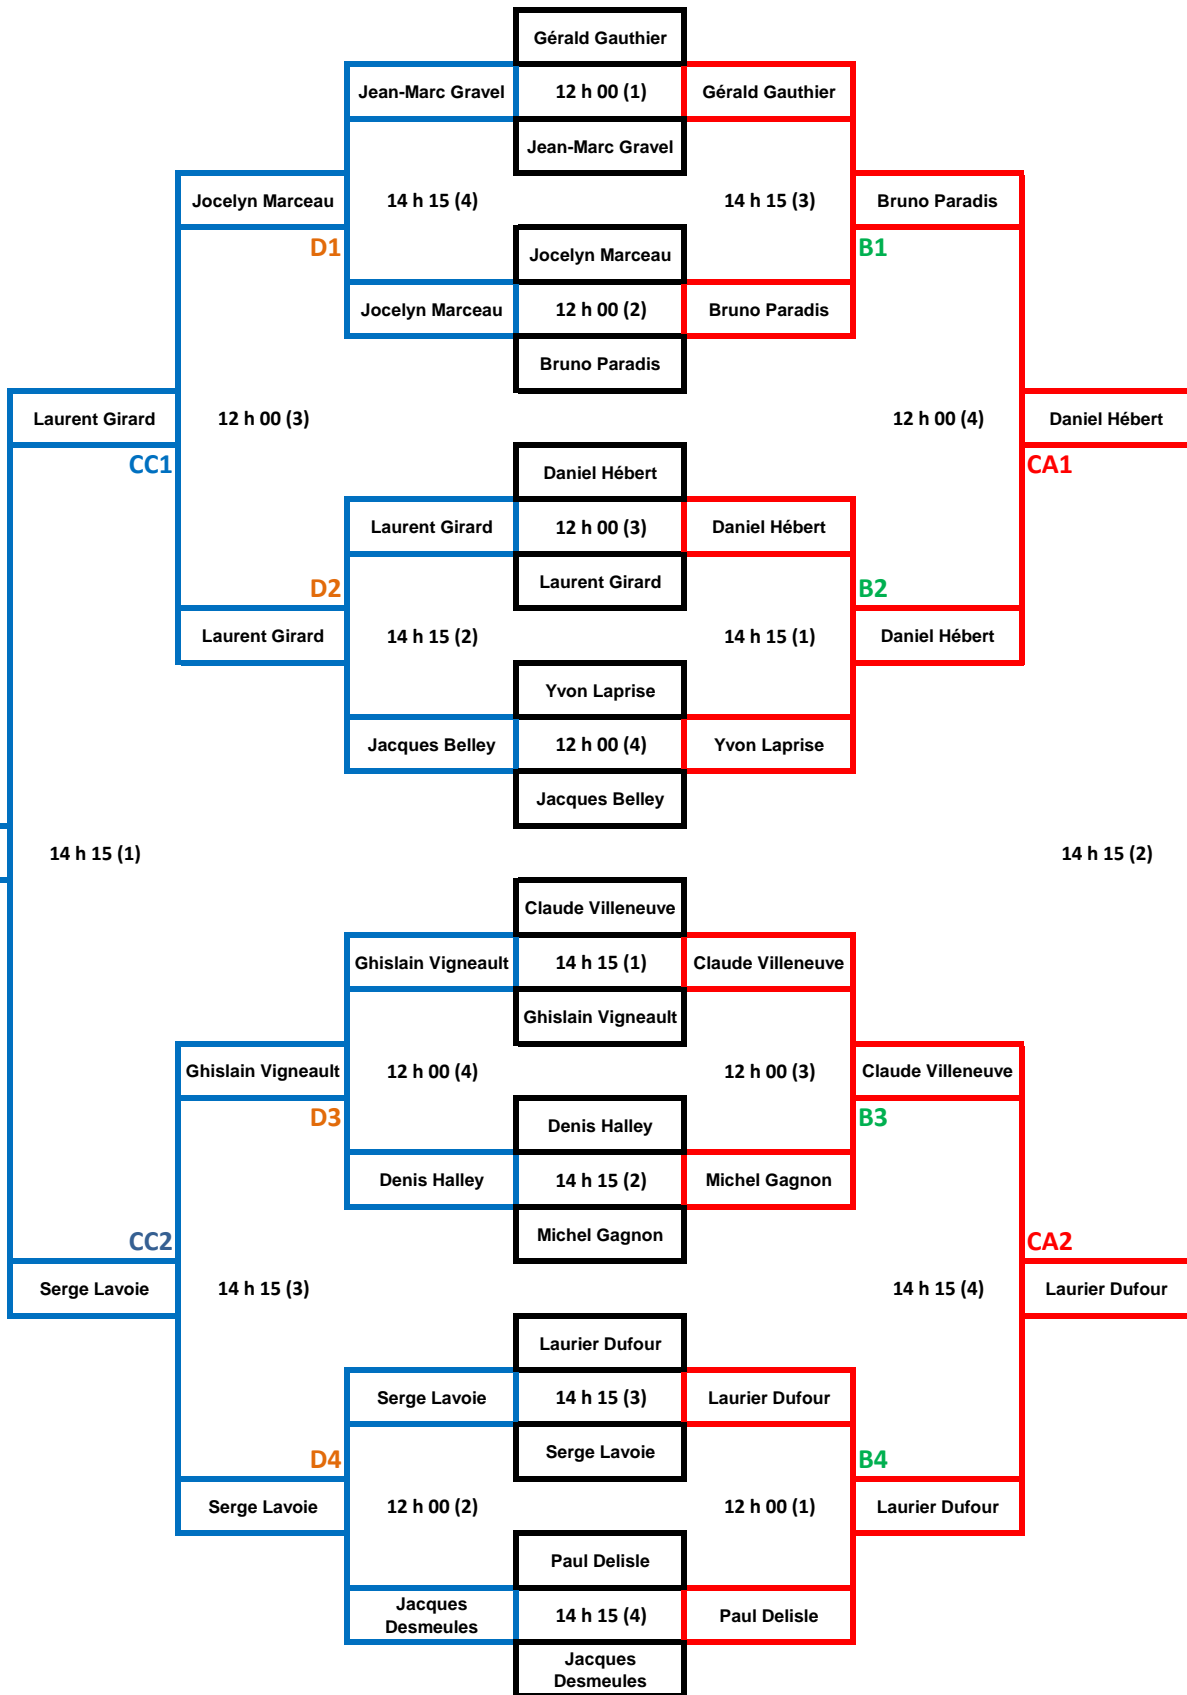 Gérald Gauthier
Jean-Marc Gravel 12 h 00 (1) Gérald Gauthier
Jean-Marc Gravel
Jocelyn Marceau 14 h 15 (4) 14 h 15 (3) Bruno Paradis
D1 Jocelyn Marceau B1
Jocelyn Marceau 12 h 00 (2) Bruno Paradis
Bruno Paradis
Laurent Girard 12 h 00 (3) 12 h 00 (4) Daniel Hébert
CC1 Daniel Hébert CA1
Laurent Girard 12 h 00 (3) Daniel Hébert
D2 Laurent Girard B2
Laurent Girard 14 h 15 (2) 14 h 15 (1) Daniel Hébert
Yvon Laprise
Jacques Belley 12 h 00 (4) Yvon Laprise
Jacques Belley
14 h 15 (1) 14 h 15 (2)
Claude Villeneuve
Ghislain Vigneault 14 h 15 (1) Claude Villeneuve
Ghislain Vigneault
Ghislain Vigneault 12 h 00 (4) 12 h 00 (3) Claude Villeneuve
D3 Denis Halley B3
Denis Halley 14 h 15 (2) Michel Gagnon
CC2 Michel Gagnon CA2
Serge Lavoie 14 h 15 (3) 14 h 15 (4) Laurier Dufour
Laurier Dufour
Serge Lavoie 14 h 15 (3) Laurier Dufour
D4 Serge Lavoie B4
Serge Lavoie 12 h 00 (2) 12 h 00 (1) Laurier Dufour
Paul Delisle
Jacques
Desmeules 14 h 15 (4) Paul Delisle
Jacques
Desmeules